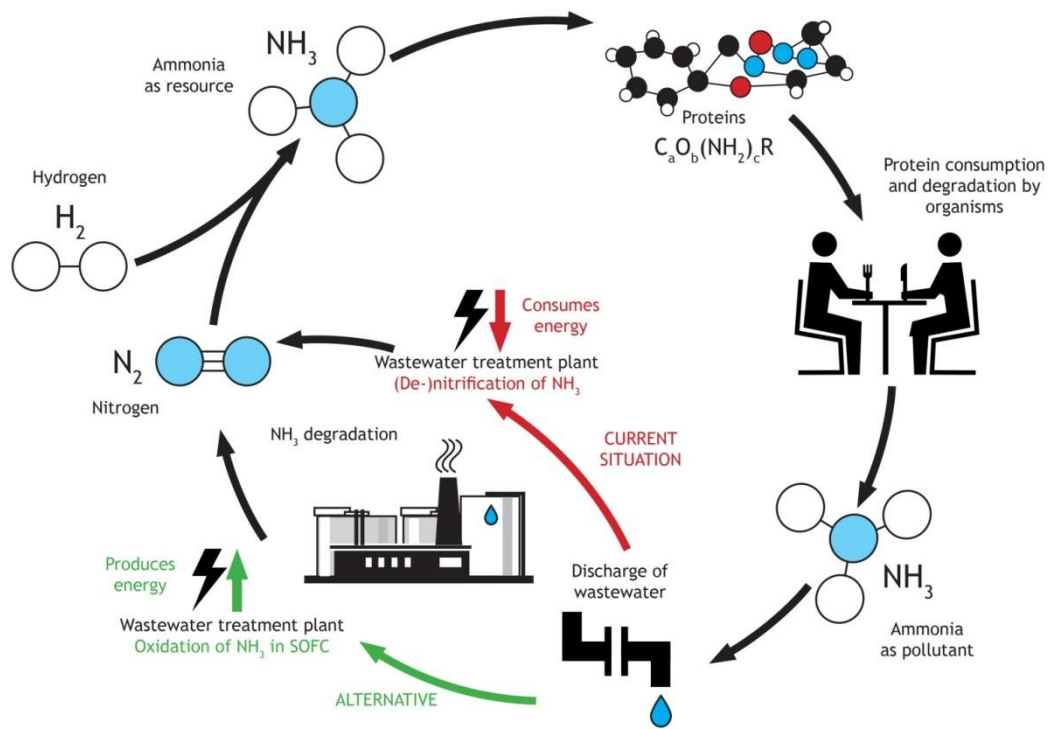 NH₃
Ammonia
as resource
Proteins
CₐOᵦ(NH₂)꜀R
Hydrogen
H₂
Protein consumption
and degradation by
organisms
Consumes
energy
Wastewater treatment plant
(De-)nitrification of NH₃
N₂
Nitrogen
NH₃ degradation
CURRENT
SITUATION
Produces
energy
Wastewater treatment plant
Oxidation of NH₃ in SOFC
Discharge of
wastewater
NH₃
Ammonia
as pollutant
ALTERNATIVE